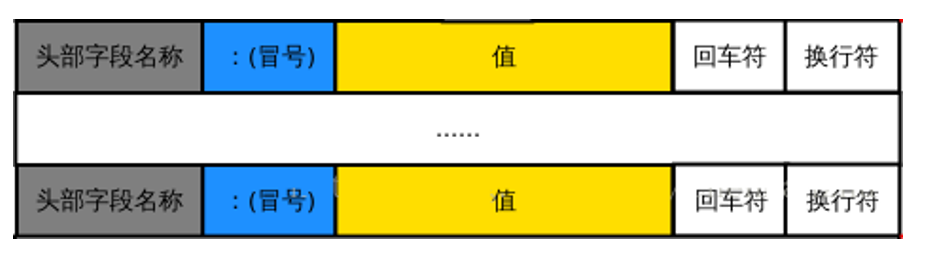 头部字段名称 : (冒号) 值 回车符 换行符
......
头部字段名称 : (冒号) 值 回车符 换行符